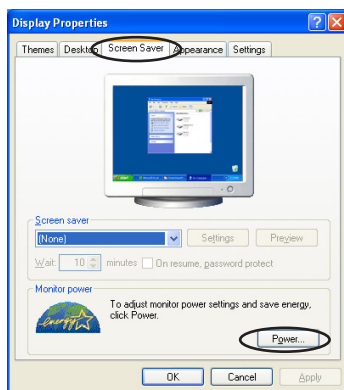 Display Properties
Themes Desktop Screen Saver Appearance Settings
start
Screen saver
(None) Settings Preview
Wait: 10 minutes On resume, password protect
Monitor power
energy
To adjust monitor power settings and save energy,
click Power.
Power...
OK Cancel Apply